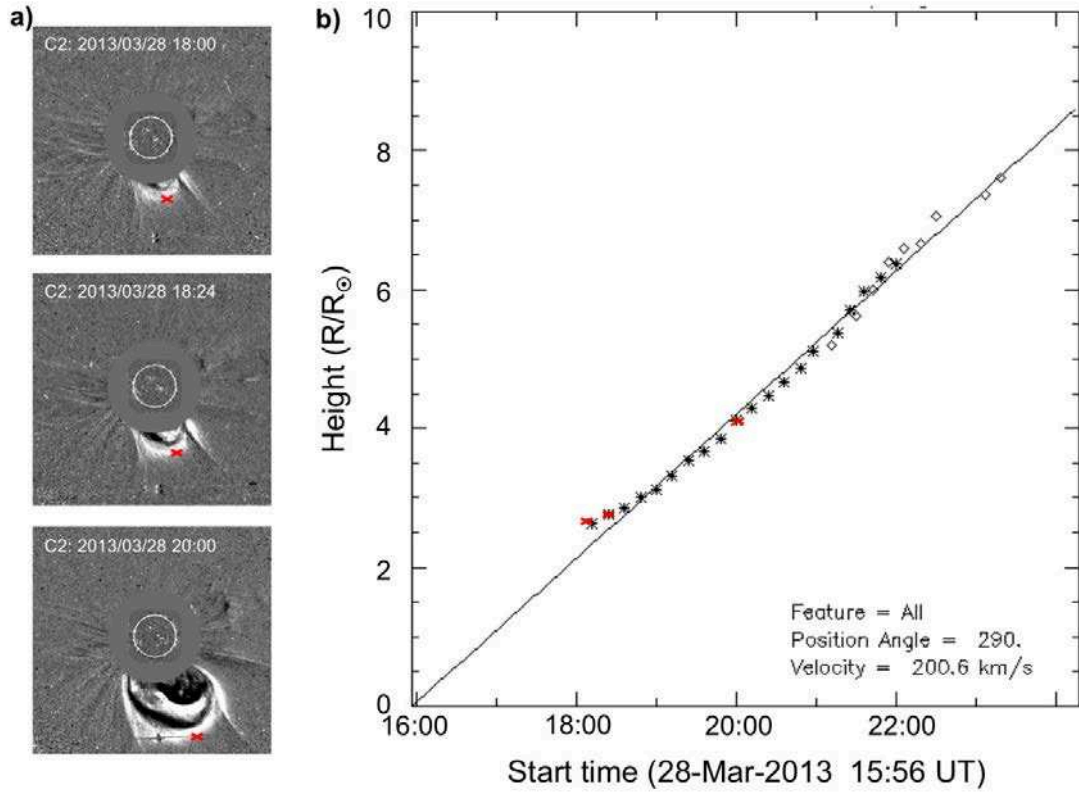 a)
C2: 2013/03/28 18:00
C2: 2013/03/28 18:24
C2: 2013/03/28 20:00
b)
10
8
6
4
2
0
Height (R/R☉)
16:00
18:00
20:00
22:00
Start time (28-Mar-2013 15:56 UT)
Feature = All
Position Angle = 290.
Velocity = 200.6 km/s